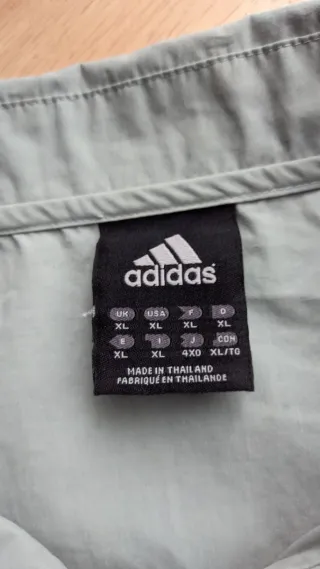 adidas
UK USA F D
XL XL XL XL
E I J CDN
XL XL 4XO XL/TG
MADE IN THAILAND
FABRIQUÉ EN THAILANDE